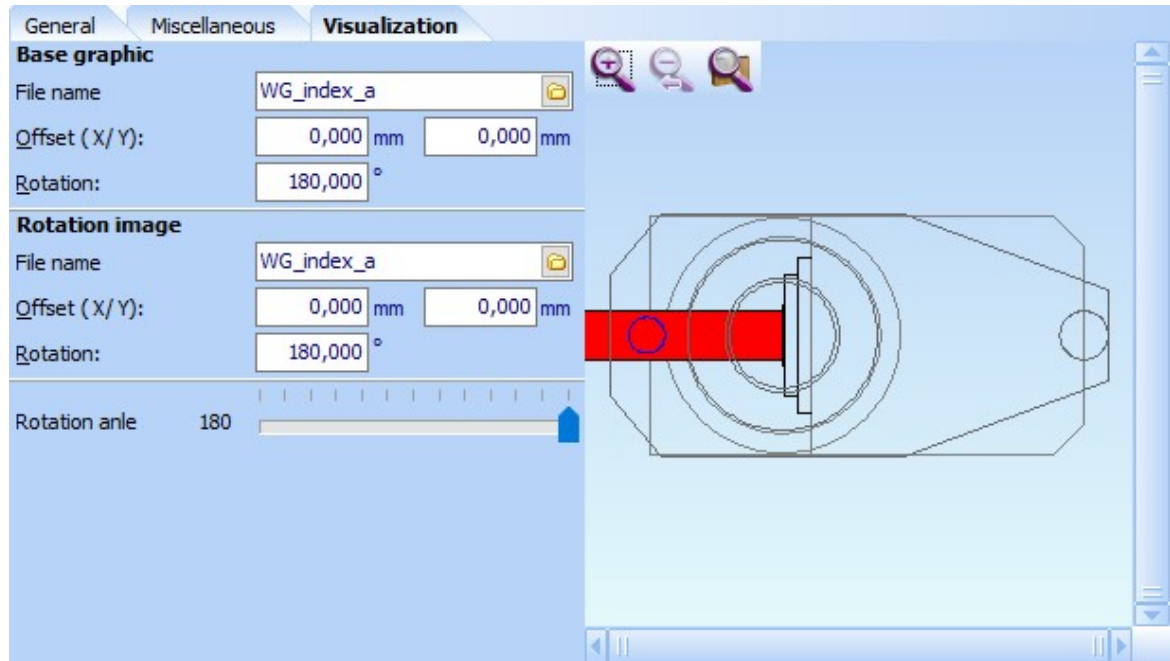 General Miscellaneous Visualization
Base graphic
File name WG_index_a
Offset ( X/ Y): 0,000 mm 0,000 mm
Rotation: 180,000 °
Rotation image
File name WG_index_a
Offset ( X/ Y): 0,000 mm 0,000 mm
Rotation: 180,000 °
Rotation anle 180